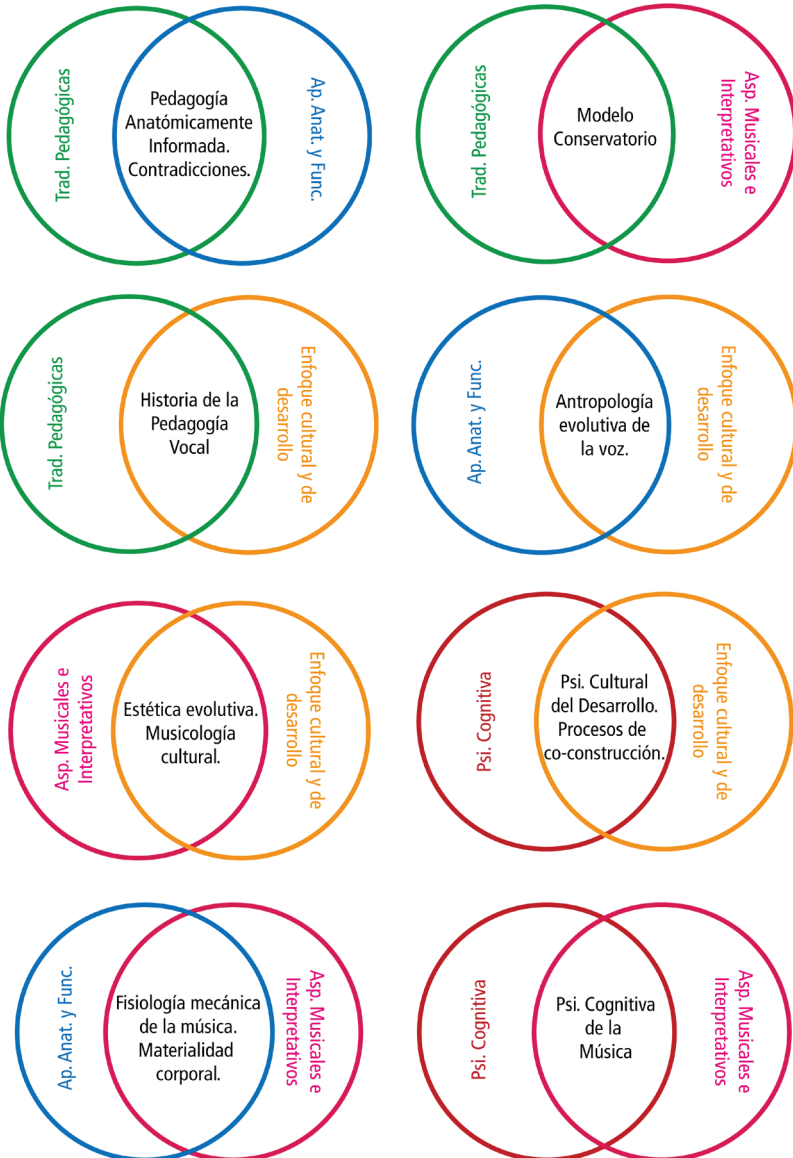 Trad. Pedagógicas
Pedagogía
Anatómicamente
Informada.
Contradicciones.
Ap. Anat. y Func.
Trad. Pedagógicas
Modelo
Conservatorio
Asp. Musicales e
Interpretativos
Trad. Pedagógicas
Historia de la
Pedagogía
Vocal
Enfoque cultural y de
desarrollo
Ap. Anat. y Func.
Antropología
evolutiva de
la voz.
Enfoque cultural y de
desarrollo
Asp. Musicales e
Interpretativos
Estética evolutiva.
Musicología
cultural.
Enfoque cultural y de
desarrollo
Psi. Cognitiva
Psi. Cultural
del Desarrollo.
Procesos de
co-construcción.
Enfoque cultural y de
desarrollo
Ap. Anat. y Func.
Fisiología mecánica
de la música.
Materialidad
corporal.
Asp. Musicales e
Interpretativos
Psi. Cognitiva
Psi. Cognitiva
de la
Música
Asp. Musicales e
Interpretativos